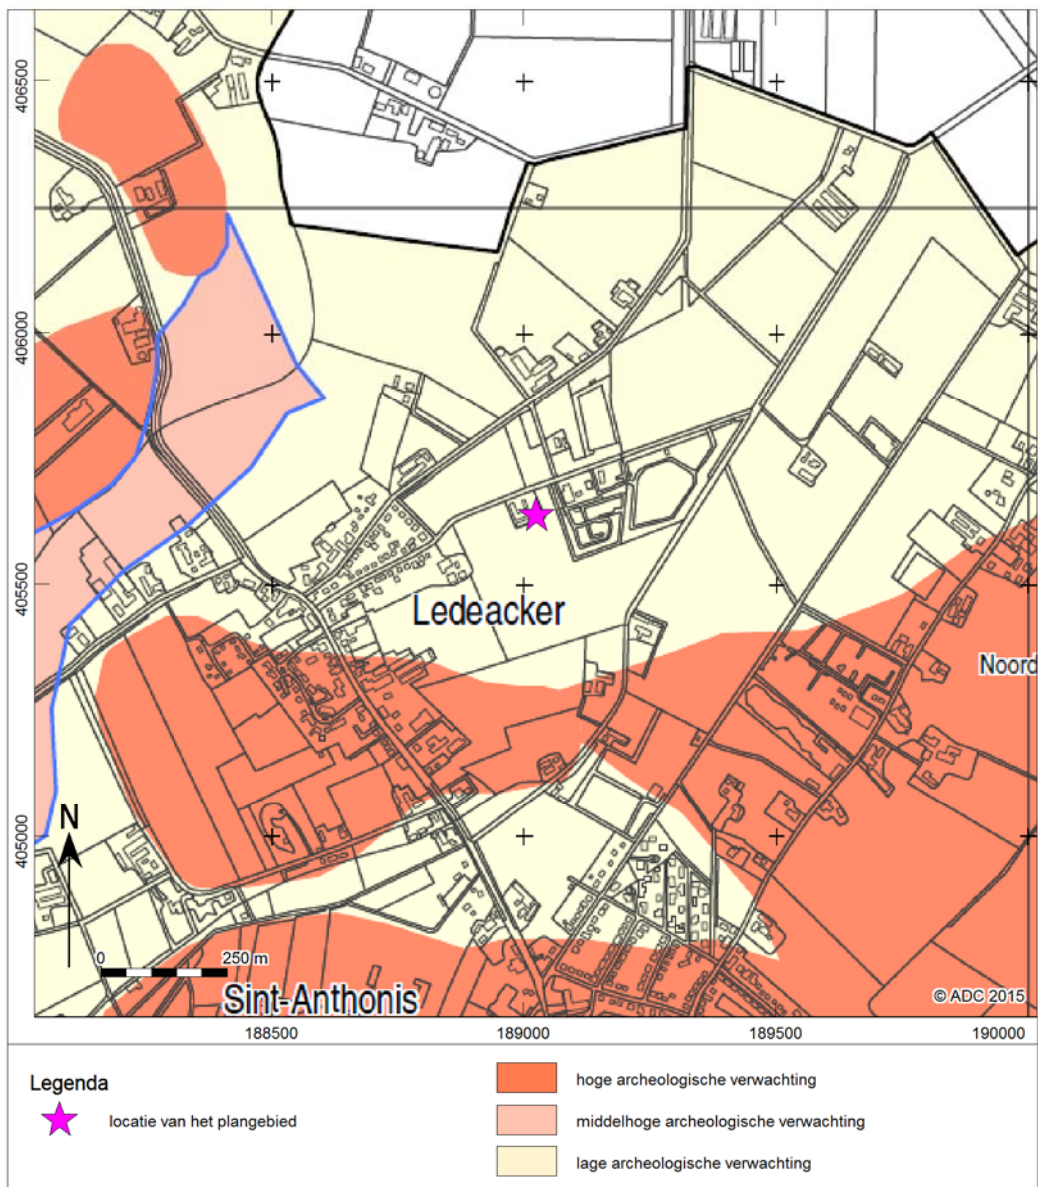 406500
406000
405500
405000
Ledeacker
Noord
N
0 250 m
Sint-Anthonis
© ADC 2015
188500 189000 189500 190000
Legenda
locatie van het plangebied
hoge archeologische verwachting
middelhoge archeologische verwachting
lage archeologische verwachting